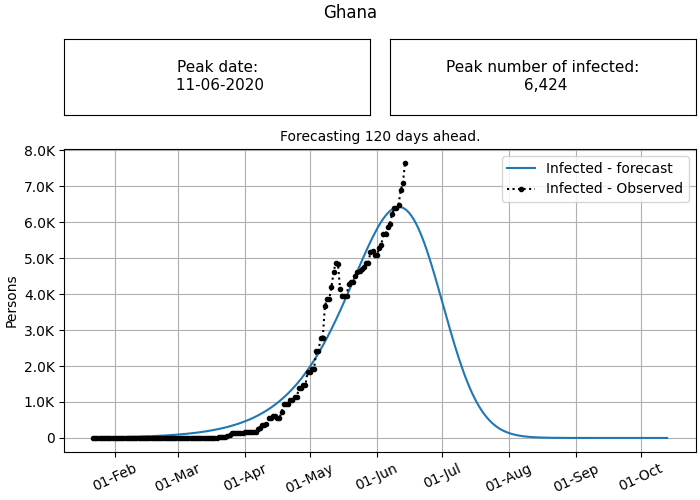 Ghana
Peak date:
11-06-2020
Peak number of infected:
6,424
Forecasting 120 days ahead.
8.0K
7.0K
6.0K
5.0K
4.0K
3.0K
2.0K
1.0K
0
Persons
Infected - forecast
Infected - Observed
01-Feb
01-Mar
01-Apr
01-May
01-Jun
01-Jul
01-Aug
01-Sep
01-Oct